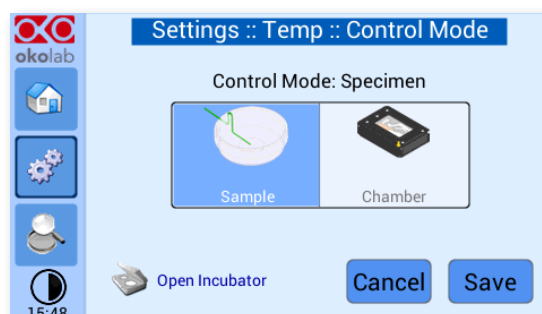 Settings :: Temp :: Control Mode
okolab
Control Mode: Specimen
Sample
Chamber
Open Incubator
Cancel
Save
15:48